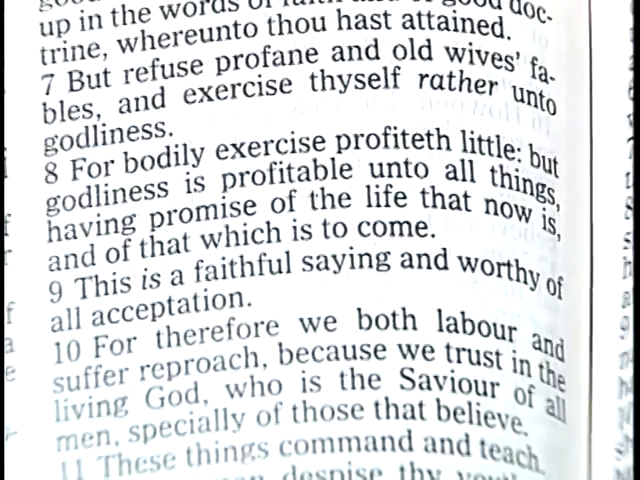 up in the words of faith and of good doc-
trine, whereunto thou hast attained.
7 But refuse profane and old wives' fa-
bles, and exercise thyself rather unto
godliness.
8 For bodily exercise profiteth little: but
godliness is profitable unto all things,
having promise of the life that now is,
and of that which is to come.
9 This is a faithful saying and worthy of
all acceptation.
10 For therefore we both labour and
suffer reproach, because we trust in the
living God, who is the Saviour of all
men, specially of those that believe.
11 These things command and teach.
despise thy